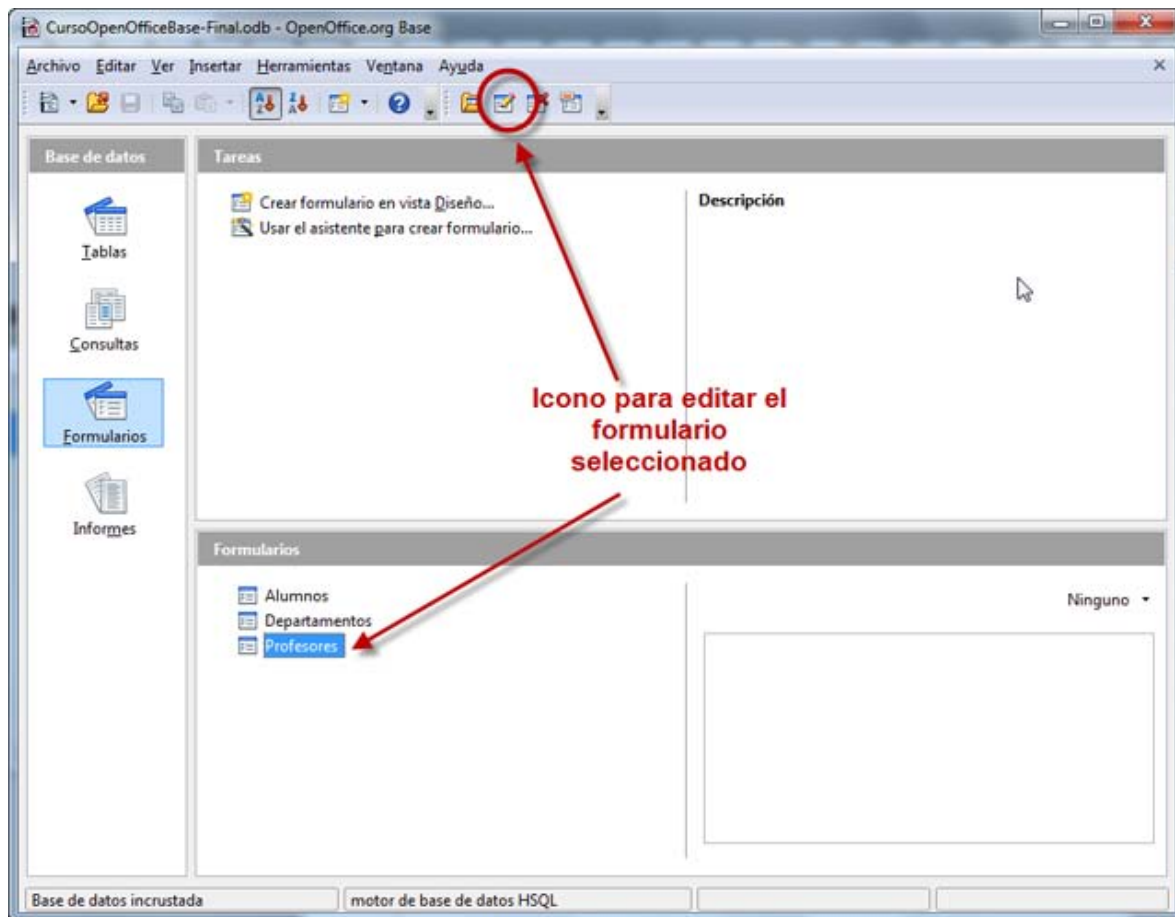 CursoOpenOfficeBase-Final.odb - OpenOffice.org Base
Archivo Editar Ver Insertar Herramientas Ventana Ayuda
Base de datos
Tablas
Consultas
Formularios
Informes
Tareas
Crear formulario en vista Diseño...
Usar el asistente para crear formulario...
Descripción
Icono para editar el
formulario
seleccionado
Formularios
Alumnos
Departamentos
Profesores
Ninguno
Base de datos incrustada
motor de base de datos HSQL